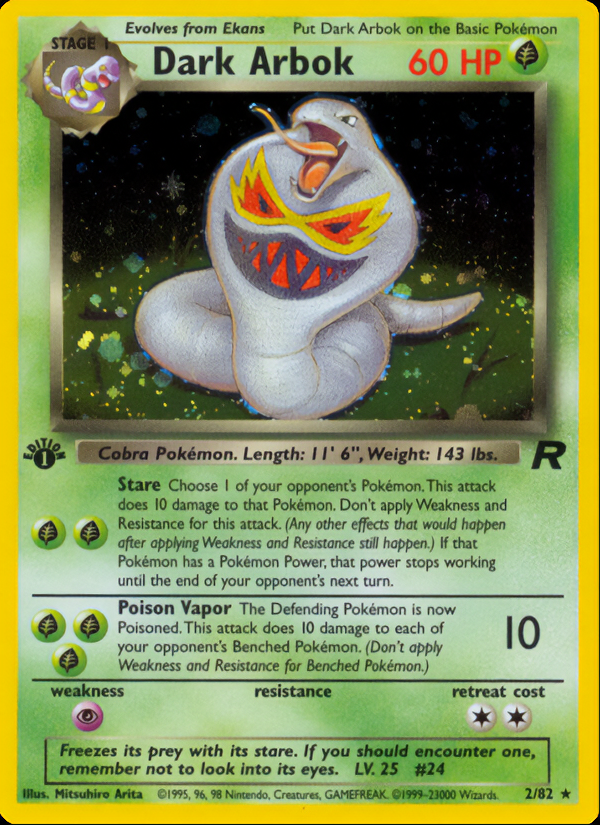 STAGE 1
Evolves from Ekans Put Dark Arbok on the Basic Pokémon
Dark Arbok 60 HP
EDITION
1
Cobra Pokémon. Length: 11' 6", Weight: 143 lbs.
R
Stare Choose 1 of your opponent's Pokémon. This attack
does 10 damage to that Pokémon. Don't apply Weakness and
Resistance for this attack. (Any other effects that would happen
after applying Weakness and Resistance still happen.) If that
Pokémon has a Pokémon Power, that power stops working
until the end of your opponent's next turn.
Poison Vapor The Defending Pokémon is now
Poisoned. This attack does 10 damage to each of
your opponent's Benched Pokémon. (Don't apply
Weakness and Resistance for Benched Pokémon.)
10
weakness resistance retreat cost
Freezes its prey with its stare. If you should encounter one,
remember not to look into its eyes. LV. 25 #24
Illus. Mitsuhiro Arita ©1995, 96, 98 Nintendo, Creatures, GAMEFREAK. ©1999-23000 Wizards. 2/82 ★